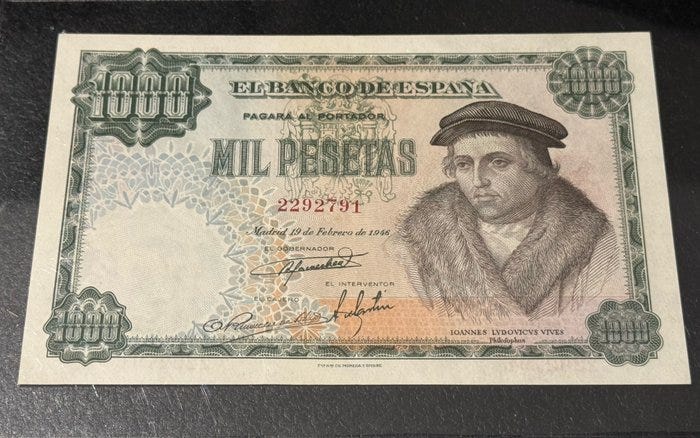 1000
1000
EL BANCO DE ESPAÑA
PAGARÁ AL PORTADOR
MIL PESETAS
2292791
Madrid 19 de Febrero de 1946
EL GOBERNADOR
EL INTERVENTOR
EL CAJERO
IOANNES LVDOVICVS VIVES
Philosophus
1000
1000